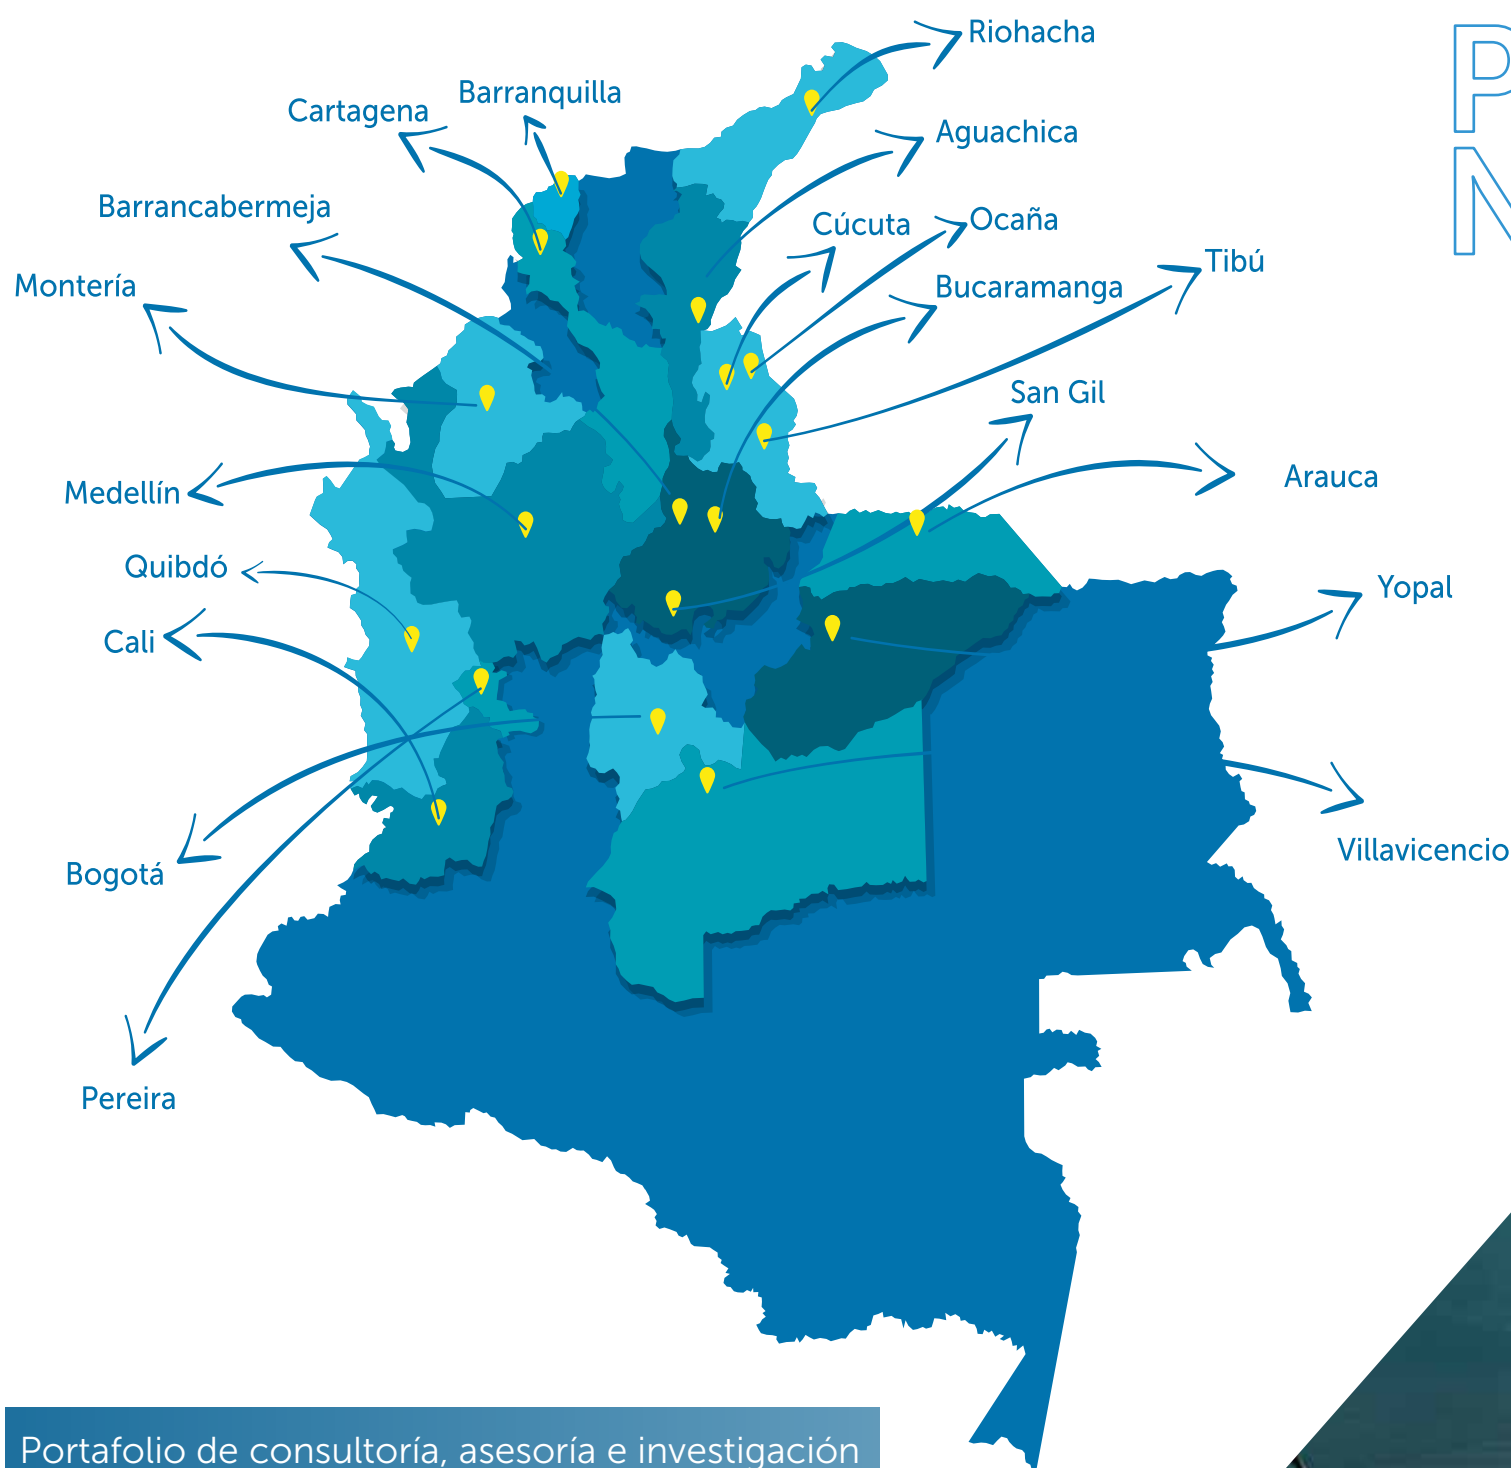 Riohacha
Barranquilla
Cartagena
Aguachica
Barrancabermeja
Cúcuta
Ocaña
Tibú
Montería
Bucaramanga
San Gil
Medellín
Arauca
Quibdó
Yopal
Cali
Bogotá
Villavicencio
Pereira
P
N
Portafolio de consultoría, asesoría e investigación